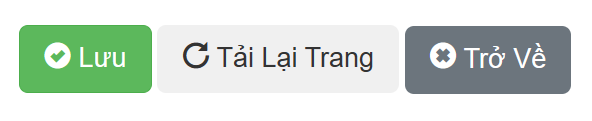 Lưu Tải Lại Trang Trở Về